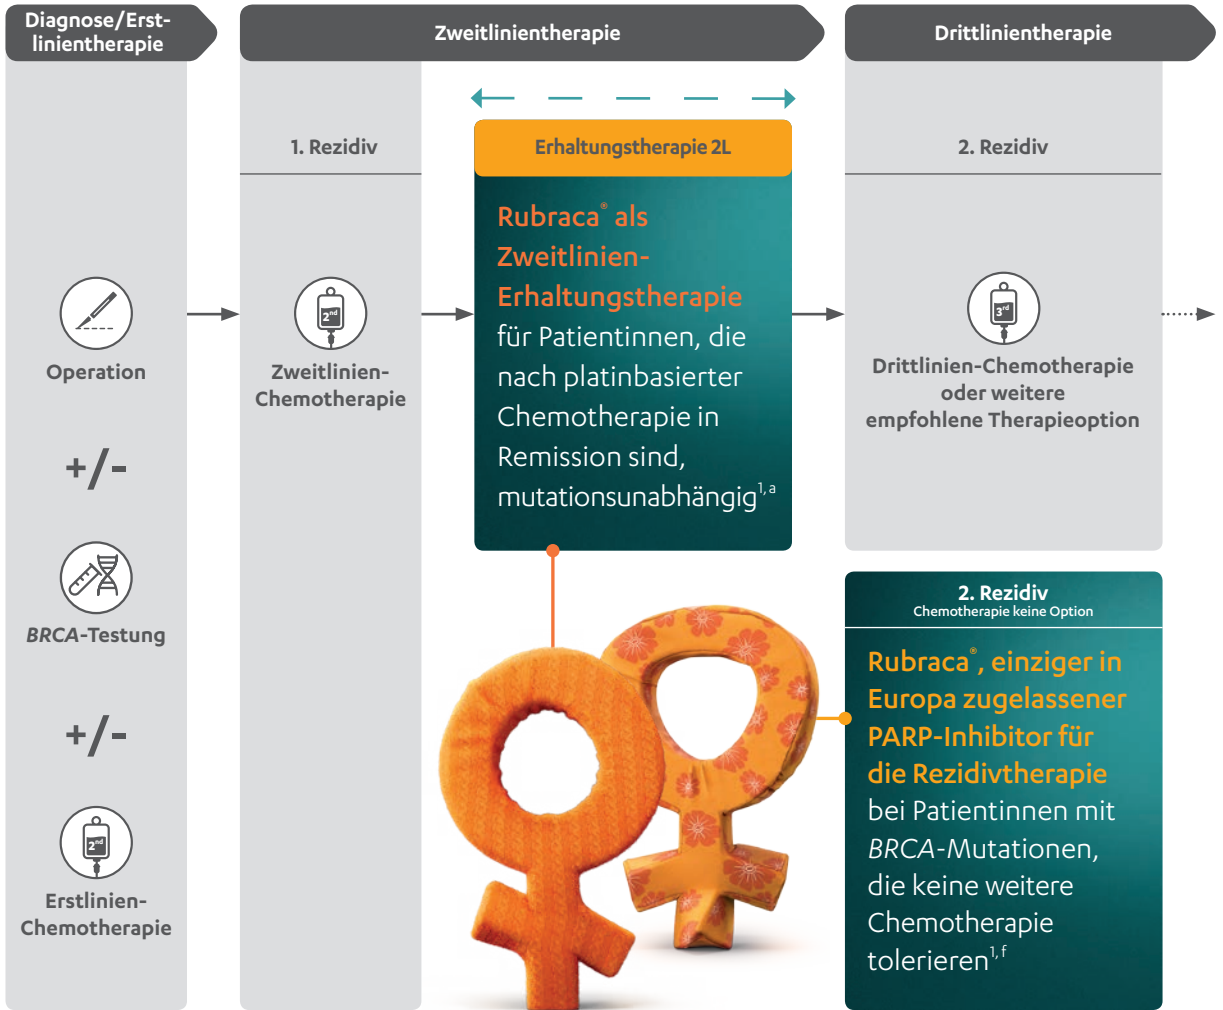 Diagnose/Erst-
linientherapie
Zweitlinientherapie
Drittlinientherapie
Operation
+/-
BRCA-Testung
+/-
2nd
Erstlinien-
Chemotherapie
1. Rezidiv
2nd
Zweitlinien-
Chemotherapie
Erhaltungstherapie 2L
Rubraca® als
Zweitlinien-
Erhaltungstherapie
für Patientinnen, die
nach platinbasierter
Chemotherapie in
Remission sind,
mutationsunabhängig1,a
2. Rezidiv
3rd
Drittlinien-Chemotherapie
oder weitere
empfohlene Therapieoption
2. Rezidiv
Chemotherapie keine Option
Rubraca®, einziger in
Europa zugelassener
PARP-Inhibitor für
die Rezidivtherapie
bei Patientinnen mit
BRCA-Mutationen,
die keine weitere
Chemotherapie
tolerieren1,f